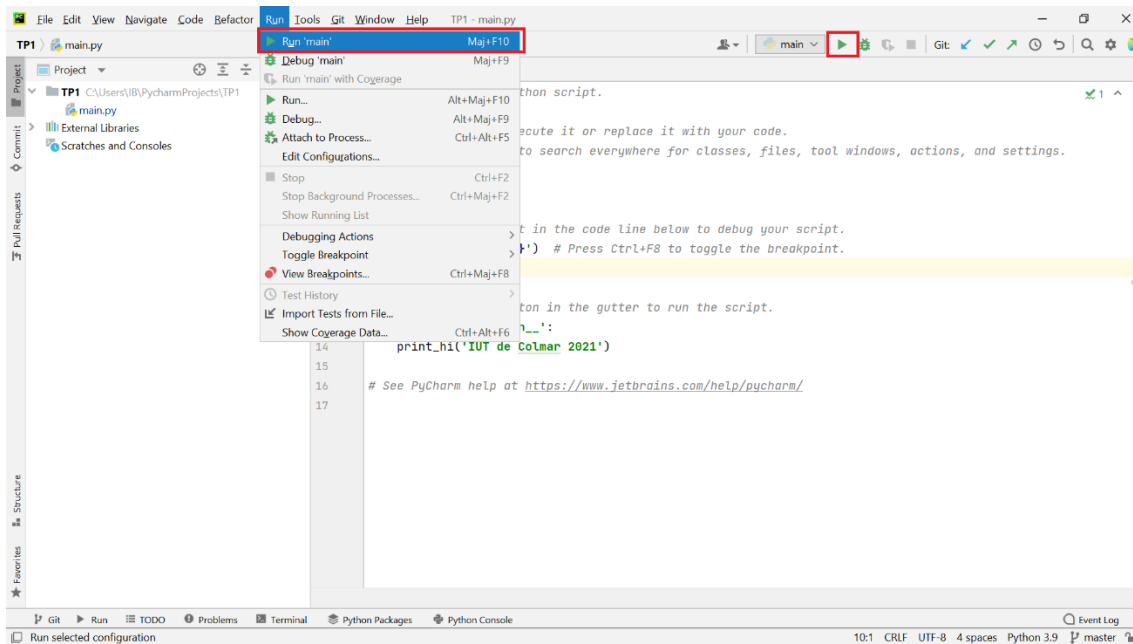 File Edit View Navigate Code Refactor Run Tools Git Window Help TP1 - main.py
TP1 main.py
main
Git:
Project
Project
TP1 C:\Users\IB\PycharmProjects\TP1
main.py
External Libraries
Scratches and Consoles
Commit
Pull Requests
Structure
Favorites
Run 'main' Maj+F10
Debug 'main' Maj+F9
Run 'main' with Coverage
Run... Alt+Maj+F10
Debug... Alt+Maj+F9
Attach to Process... Ctrl+Alt+F5
Edit Configurations...
Stop Ctrl+F2
Stop Background Processes... Ctrl+Maj+F2
Show Running List
Debugging Actions
Toggle Breakpoint
View Breakpoints... Ctrl+Maj+F8
Test History
Import Tests from File...
Show Coverage Data... Ctrl+Alt+F6
thon script.
1
ecute it or replace it with your code.
to search everywhere for classes, files, tool windows, actions, and settings.
t in the code line below to debug your script.
}') # Press Ctrl+F8 to toggle the breakpoint.
ton in the gutter to run the script.
n__':
14 print_hi('IUT de Colmar 2021')
15
16 # See PyCharm help at https://www.jetbrains.com/help/pycharm/
17
Git Run TODO Problems Terminal Python Packages Python Console Event Log
Run selected configuration 10:1 CRLF UTF-8 4 spaces Python 3.9 master